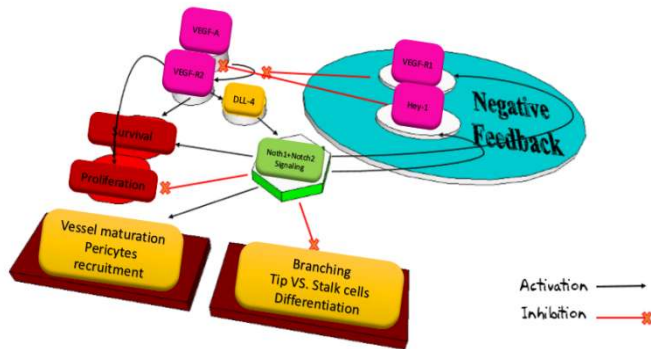 VEGF-A
VEGF-R2
DLL-4
VEGF-R1
Hey-1
Negative
Feedback
Survival
Proliferation
Noth1+Notch2
Signaling
Vessel maturation
Pericytes
recruitment
Branching
Tip VS. Stalk cells
Differentiation
Activation
Inhibition